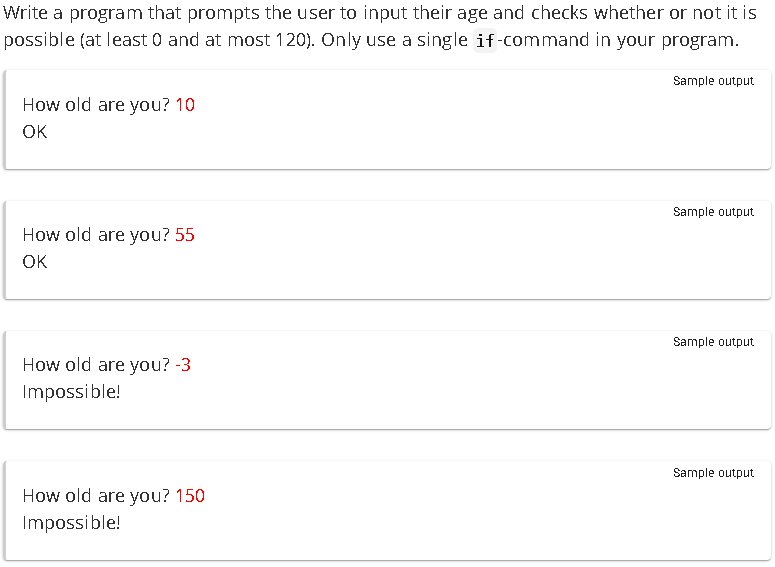 Write a program that prompts the user to input their age and checks whether or not it is
possible (at least 0 and at most 120). Only use a single if-command in your program.
Sample output
How old are you? 10
OK
Sample output
How old are you? 55
OK
Sample output
How old are you? -3
Impossible!
Sample output
How old are you? 150
Impossible!